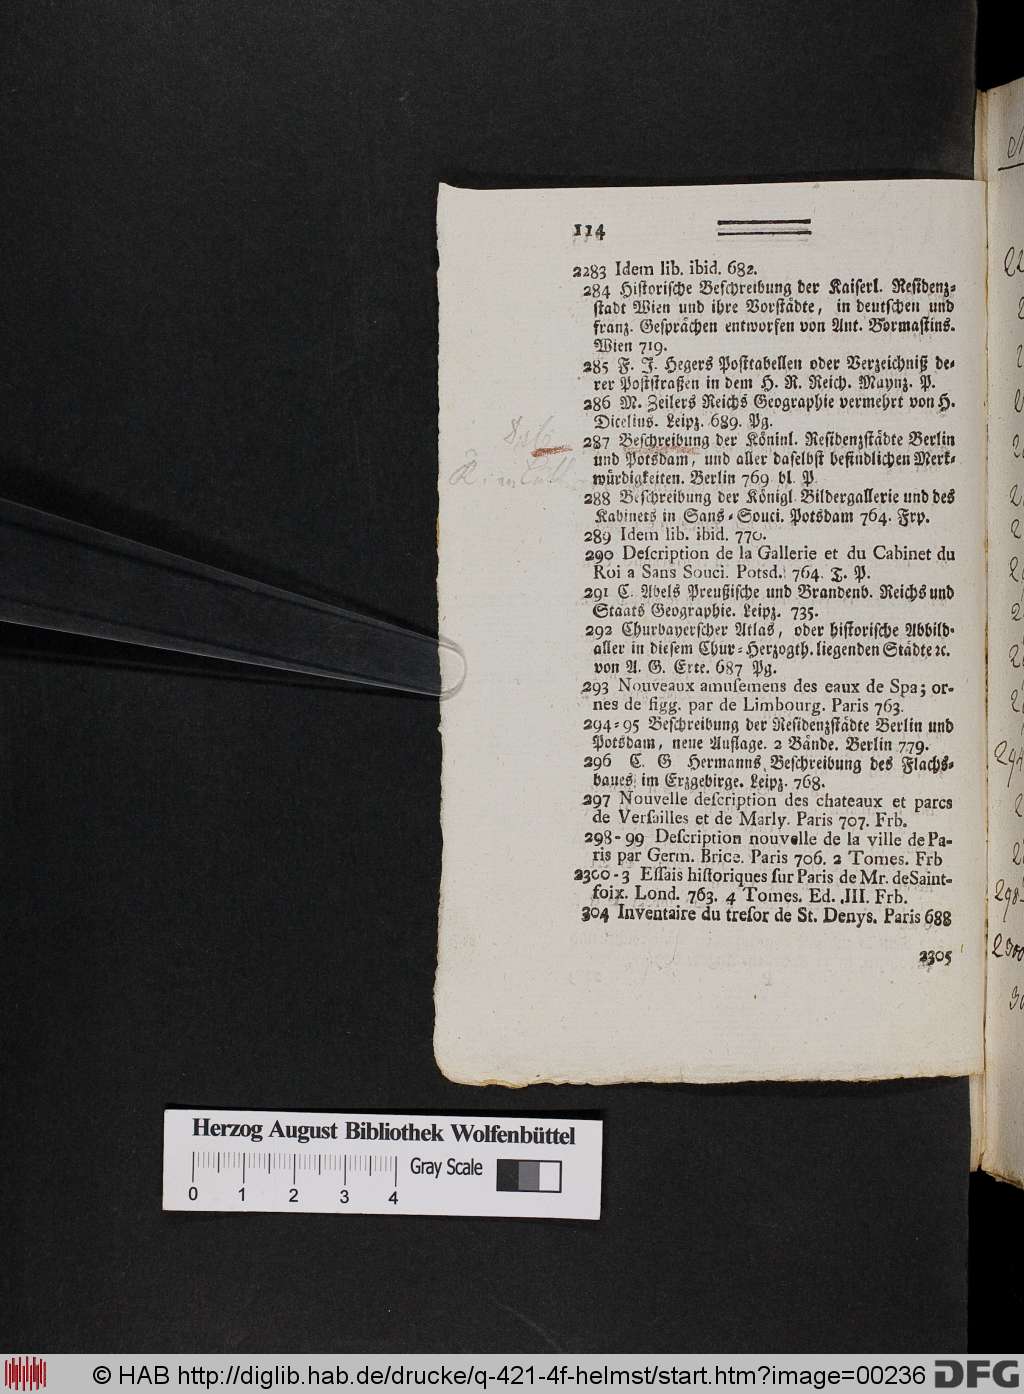 114
2283 Idem lib. ibid. 682.
284 Historische Beschreibung der Kaiserl. Residenz-
stadt Wien und ihre Vorstädte, in deutschen und
franz. Gesprächen entworfen von Ant. Bormastins.
Wien 719.
285 F. J. Hegers Posttabellen oder Verzeichniß de-
rer Poststraßen in dem H. R. Reich. Maynz. P.
286 M. Zeilers Reichs Geographie vermehrt von H.
Dicelius. Leipz. 689. Pg.
287 Beschreibung der Köninl. Residenzstädte Berlin
und Potsdam, und aller daselbst befindlichen Merk-
würdigkeiten. Berlin 769 bl. P.
288 Beschreibung der Königl. Bildergallerie und des
Kabinets in Sans-Souci. Potsdam 764. Frp.
289 Idem lib. ibid. 770.
290 Deſcription de la Gallerie et du Cabinet du
Roi a Sans Souci. Potsd. 764. T. P.
291 C. Abels Preußische und Brandenb. Reichs und
Staats Geographie. Leipz. 735.
292 Churbayerscher Atlas, oder historische Abbild-
aller in diesem Chur-Herzogth. liegenden Städte ꝛc.
von A. G. Erte. 687 Pg.
293 Nouveaux amuſemens des eaux de Spa; or-
nes de figg. par de Limbourg. Paris 763.
294-95 Beschreibung der Residenzstädte Berlin und
Potsdam, neue Auflage. 2 Bände. Berlin 779.
296 C. G Hermanns Beschreibung des Flachs-
baues im Erzgebirge. Leipz. 768.
297 Nouvelle deſcription des chateaux et parcs
de Verſailles et de Marly. Paris 707. Frb.
298-99 Deſcription nouvelle de la ville de Pa-
ris par Germ. Brice. Paris 706. 2 Tomes. Frb
2300-3 Eſſais hiſtoriques ſur Paris de Mr. de Saint-
foix. Lond. 763. 4 Tomes. Ed. III. Frb.
304 Inventaire du treſor de St. Denys. Paris 688
2305
Herzog August Bibliothek Wolfenbüttel
Gray Scale
0 1 2 3 4
© HAB http://diglib.hab.de/drucke/q-421-4f-helmst/start.htm?image=00236 DFG